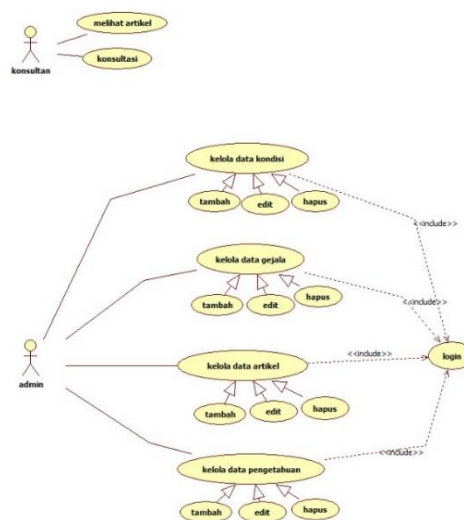 melihat artikel
konsultasi
konsultan
kelola data kondisi
tambah
edit
hapus
<<include>>
kelola data gejala
tambah
edit
hapus
<<include>>
admin
kelola data artikel
<<include>>
login
tambah
edit
hapus
<<include>>
kelola data pengetahuan
tambah
edit
hapus